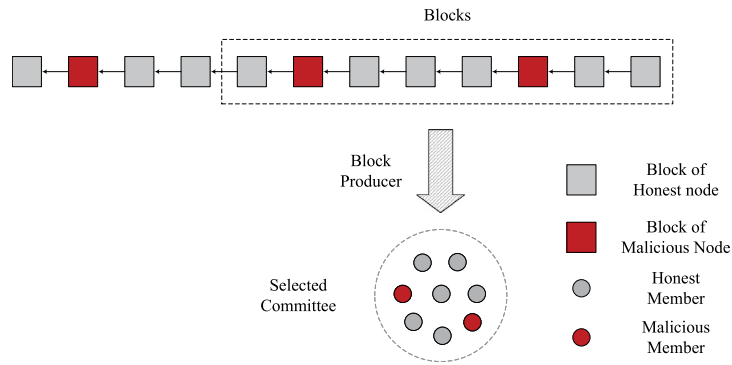 Blocks
Block
Producer
Selected
Committee
Block of
Honest node
Block of
Malicious Node
Honest
Member
Malicious
Member